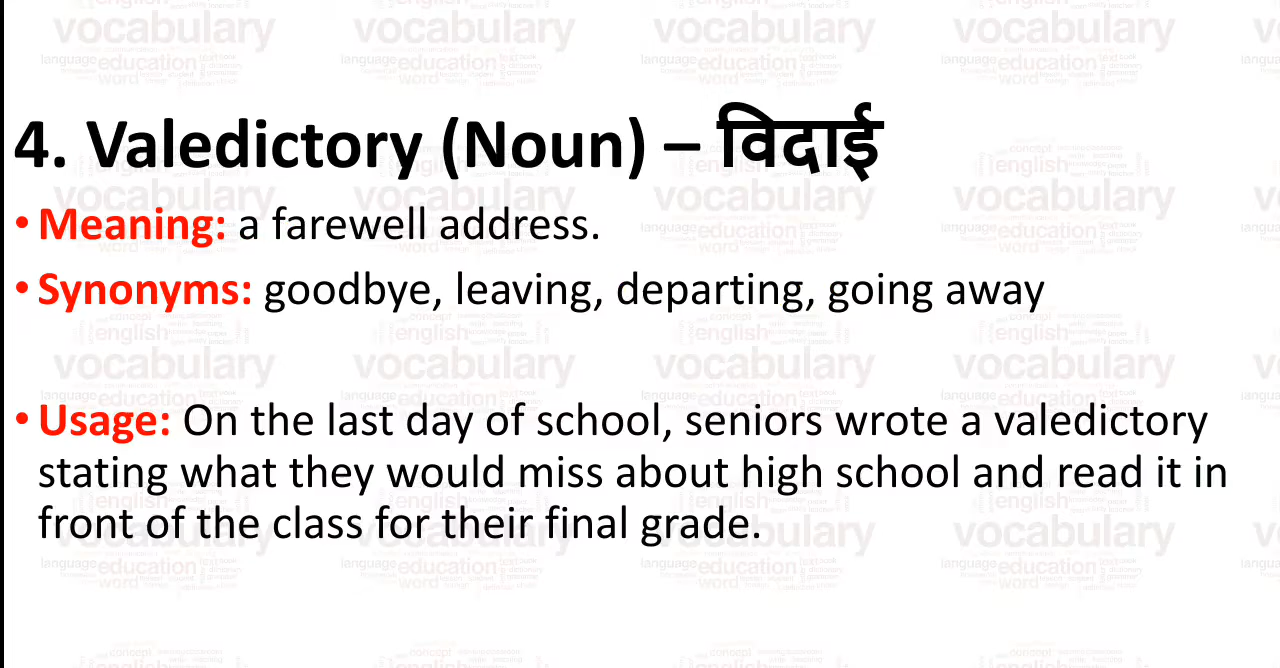 4. Valedictory (Noun) – विदाई
• Meaning: a farewell address.
• Synonyms: goodbye, leaving, departing, going away
• Usage: On the last day of school, seniors wrote a valedictory
stating what they would miss about high school and read it in
front of the class for their final grade.